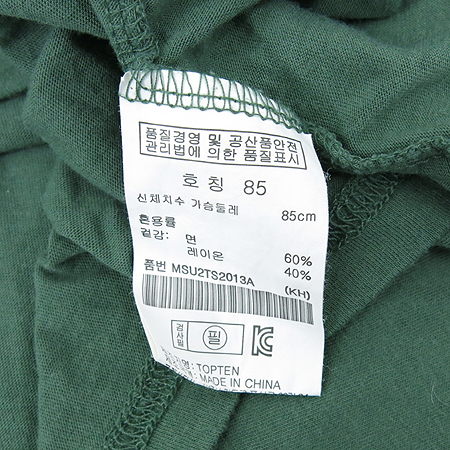 품질경영 및 공산품안전
관리법에 의한 품질표시
호칭 85
신체치수 가슴둘레 85cm
혼용률
겉감: 면 60%
레이온 40%
품번 MSU2TS2013A (KH)
검사필 필 KC
명: TOPTEN
: MADE IN CHINA